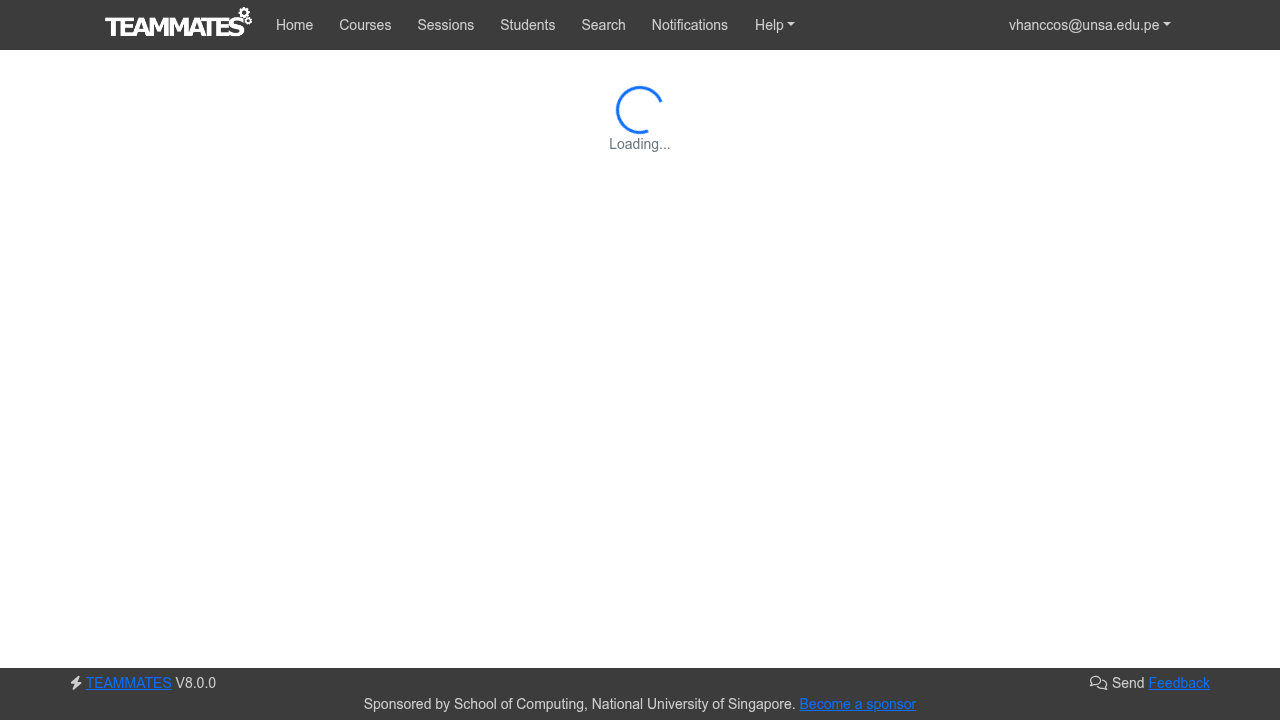 TEAMMATES Home Courses Sessions Students Search Notifications Help vhanccos@unsa.edu.pe
Loading...
TEAMMATES V8.0.0 Send Feedback
Sponsored by School of Computing, National University of Singapore. Become a sponsor